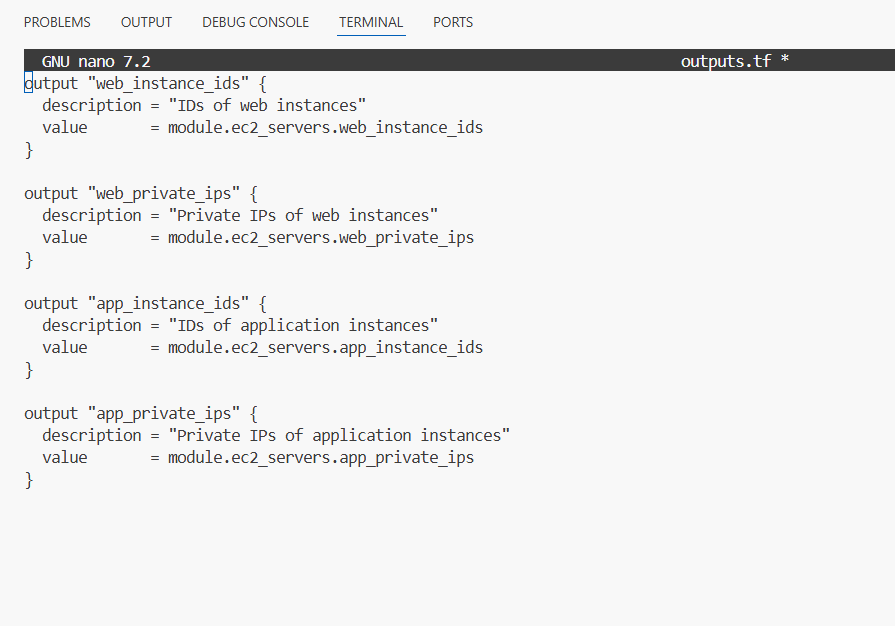 PROBLEMS OUTPUT DEBUG CONSOLE TERMINAL PORTS
GNU nano 7.2 outputs.tf *
output "web_instance_ids" {
  description = "IDs of web instances"
  value       = module.ec2_servers.web_instance_ids
}

output "web_private_ips" {
  description = "Private IPs of web instances"
  value       = module.ec2_servers.web_private_ips
}

output "app_instance_ids" {
  description = "IDs of application instances"
  value       = module.ec2_servers.app_instance_ids
}

output "app_private_ips" {
  description = "Private IPs of application instances"
  value       = module.ec2_servers.app_private_ips
}